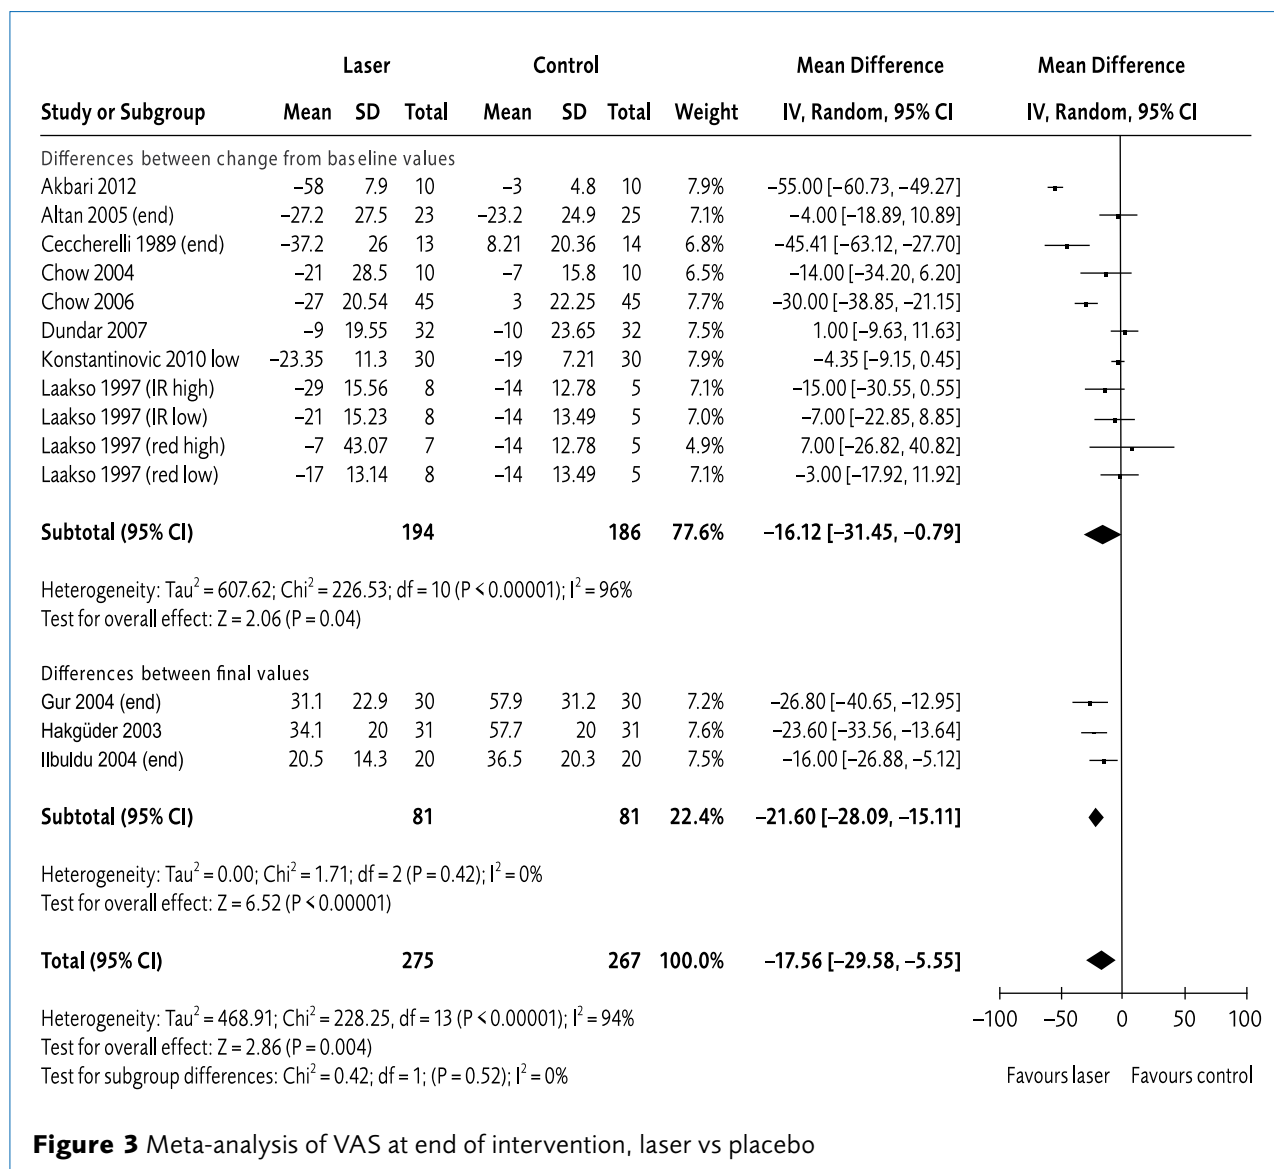 Laser Control Mean Difference Mean Difference
Study or Subgroup Mean SD Total Mean SD Total Weight IV, Random, 95% CI IV, Random, 95% CI
Differences between change from baseline values
Akbari 2012 –58 7.9 10 –3 4.8 10 7.9% –55.00 [–60.73, –49.27]
Altan 2005 (end) –27.2 27.5 23 –23.2 24.9 25 7.1% –4.00 [–18.89, 10.89]
Ceccherelli 1989 (end) –37.2 26 13 8.21 20.36 14 6.8% –45.41 [–63.12, –27.70]
Chow 2004 –21 28.5 10 –7 15.8 10 6.5% –14.00 [–34.20, 6.20]
Chow 2006 –27 20.54 45 3 22.25 45 7.7% –30.00 [–38.85, –21.15]
Dundar 2007 –9 19.55 32 –10 23.65 32 7.5% 1.00 [–9.63, 11.63]
Konstantinovic 2010 low –23.35 11.3 30 –19 7.21 30 7.9% –4.35 [–9.15, 0.45]
Laakso 1997 (IR high) –29 15.56 8 –14 12.78 5 7.1% –15.00 [–30.55, 0.55]
Laakso 1997 (IR low) –21 15.23 8 –14 13.49 5 7.0% –7.00 [–22.85, 8.85]
Laakso 1997 (red high) –7 43.07 7 –14 12.78 5 4.9% 7.00 [–26.82, 40.82]
Laakso 1997 (red low) –17 13.14 8 –14 13.49 5 7.1% –3.00 [–17.92, 11.92]
Subtotal (95% CI) 194 186 77.6% –16.12 [–31.45, –0.79]
Heterogeneity: Tau² = 607.62; Chi² = 226.53; df = 10 (P < 0.00001); I² = 96%
Test for overall effect: Z = 2.06 (P = 0.04)
Differences between final values
Gur 2004 (end) 31.1 22.9 30 57.9 31.2 30 7.2% –26.80 [–40.65, –12.95]
Hakgüder 2003 34.1 20 31 57.7 20 31 7.6% –23.60 [–33.56, –13.64]
Ilbuldu 2004 (end) 20.5 14.3 20 36.5 20.3 20 7.5% –16.00 [–26.88, –5.12]
Subtotal (95% CI) 81 81 22.4% –21.60 [–28.09, –15.11]
Heterogeneity: Tau² = 0.00; Chi² = 1.71; df = 2 (P = 0.42); I² = 0%
Test for overall effect: Z = 6.52 (P < 0.00001)
Total (95% CI) 275 267 100.0% –17.56 [–29.58, –5.55]
Heterogeneity: Tau² = 468.91; Chi² = 228.25, df = 13 (P < 0.00001); I² = 94%
Test for overall effect: Z = 2.86 (P = 0.004)
Test for subgroup differences: Chi² = 0.42; df = 1; (P = 0.52); I² = 0%
–100 –50 0 50 100
Favours laser Favours control
Figure 3 Meta-analysis of VAS at end of intervention, laser vs placebo